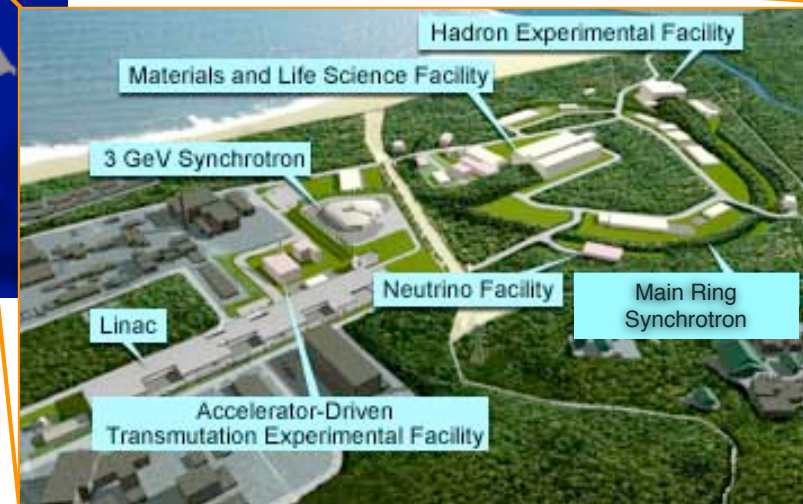 Hadron Experimental Facility
Materials and Life Science Facility
3 GeV Synchrotron
Neutrino Facility
Main Ring
Synchrotron
Linac
Accelerator-Driven
Transmutation Experimental Facility